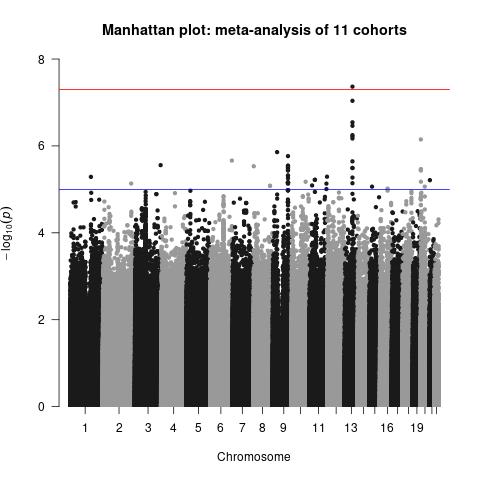 Manhattan plot: meta-analysis of 11 cohorts
8
6
4
2
0
−log10(p)
1 2 3 4 5 6 7 8 9 11 13 16 19
Chromosome